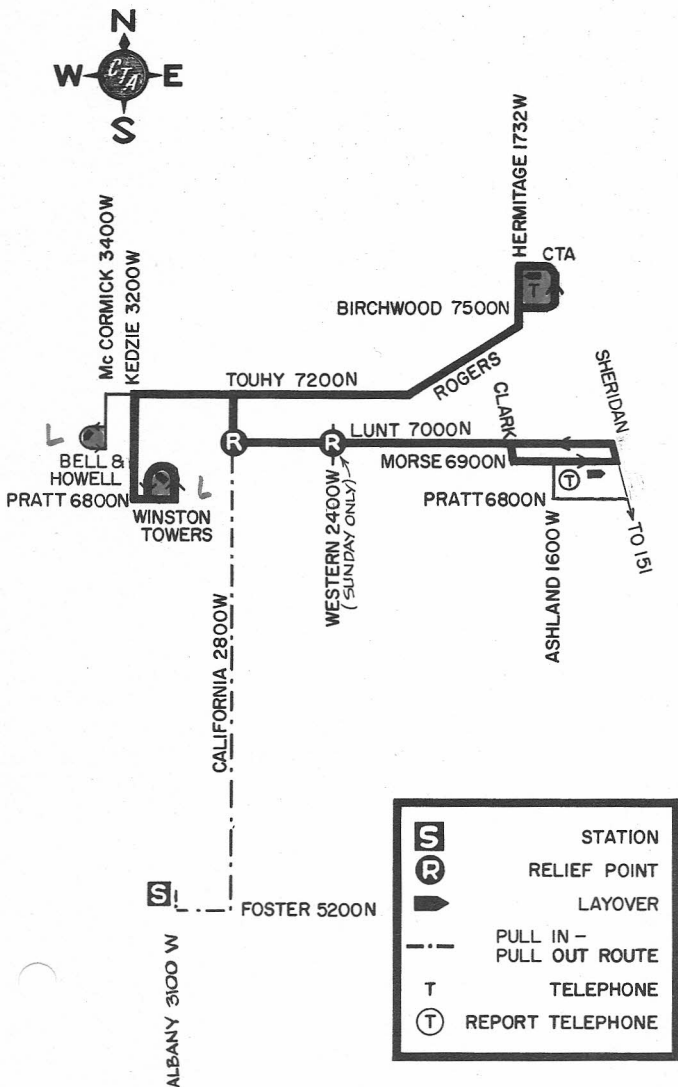 N
W CTA E
S
Mc CORMICK 3400W
KEDZIE 3200W
HERMITAGE 1732W
CTA
T
BIRCHWOOD 7500N
TOUHY 7200N
ROGERS
CLARK
SHERIDAN
L
BELL &
HOWELL
R
R
LUNT 7000N
MORSE 6900N
PRATT 6800N
L
WINSTON
TOWERS
T
PRATT 6800N
WESTERN 2400W
(SUNDAY ONLY)
ASHLAND 1600W
TO 151
CALIFORNIA 2800W
S
FOSTER 5200N
ALBANY 3100 W
S STATION
R RELIEF POINT
LAYOVER
PULL IN -
PULL OUT ROUTE
T TELEPHONE
T REPORT TELEPHONE